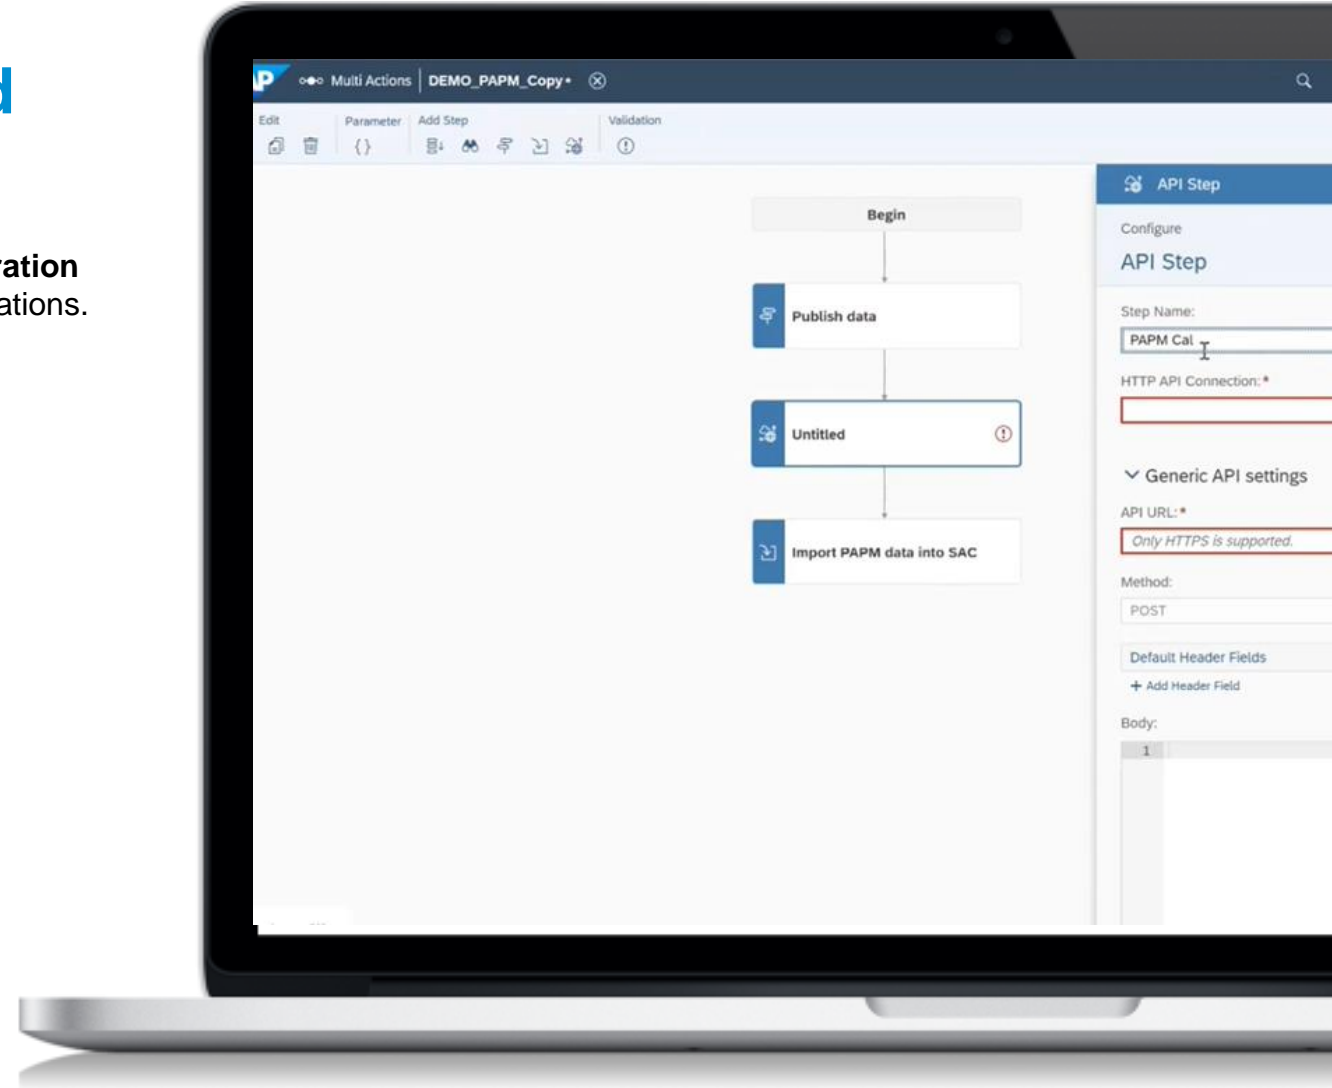 d
ration
ations.
AP Multi Actions DEMO_PAPM_Copy•
Edit Parameter Add Step Validation
Begin
Publish data
Untitled
Import PAPM data into SAC
API Step
Configure
API Step
Step Name:
PAPM Cal
HTTP API Connection:*
Generic API settings
API URL:*
Only HTTPS is supported.
Method:
POST
Default Header Fields
+ Add Header Field
Body:
1